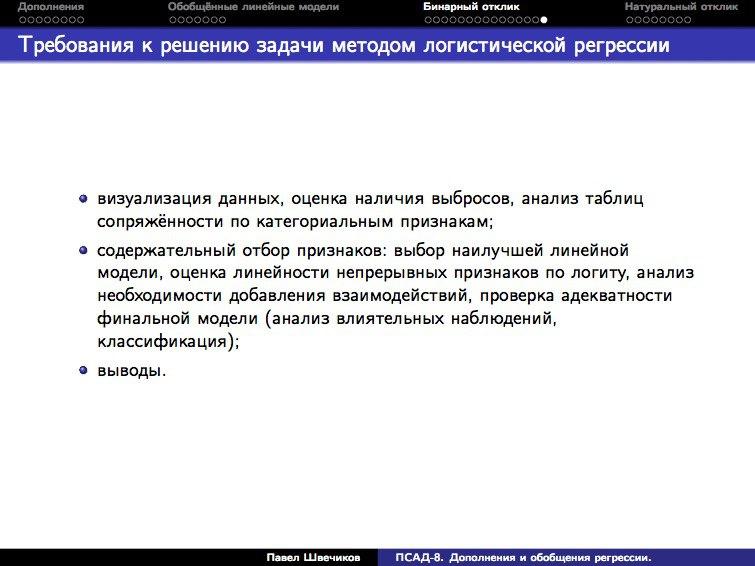 Дополнения Обобщённые линейные модели Бинарный отклик Натуральный отклик
Требования к решению задачи методом логистической регрессии
визуализация данных, оценка наличия выбросов, анализ таблиц
сопряжённости по категориальным признакам;
содержательный отбор признаков: выбор наилучшей линейной
модели, оценка линейности непрерывных признаков по логиту, анализ
необходимости добавления взаимодействий, проверка адекватности
финальной модели (анализ влиятельных наблюдений,
классификация);
выводы.
Павел Швечиков ПСАД-8. Дополнения и обобщения регрессии.